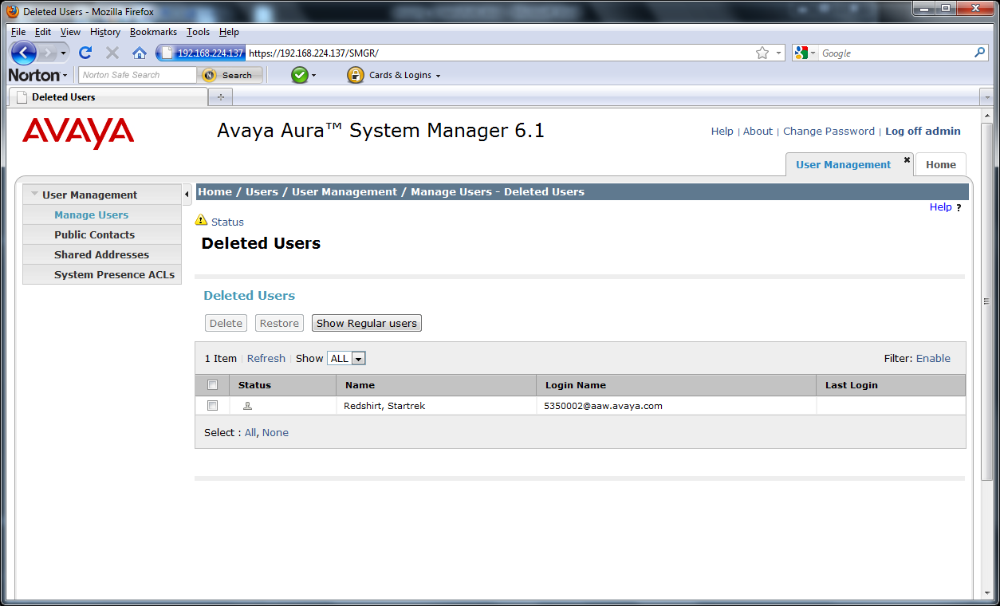 Deleted Users - Mozilla Firefox
File Edit View History Bookmarks Tools Help
192.168.224.137 https://192.168.224.137/SMGR/ Google
Norton Norton Safe Search Search Cards & Logins
Deleted Users
AVAYA Avaya Aura™ System Manager 6.1 Help | About | Change Password | Log off admin
User Management Home
User Management
Manage Users
Public Contacts
Shared Addresses
System Presence ACLs
Home / Users / User Management / Manage Users - Deleted Users
Help ?
Status
Deleted Users
Deleted Users
Delete Restore Show Regular users
1 Item | Refresh | Show ALL Filter: Enable
Status Name Login Name Last Login
Redshirt, Startrek 5350002@aaw.avaya.com
Select : All, None